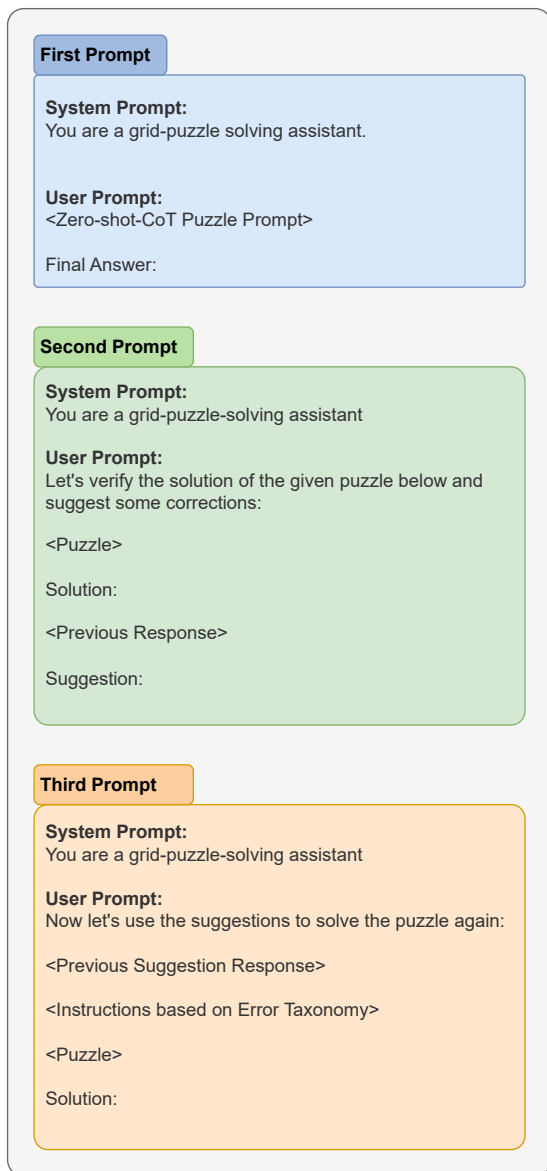 First Prompt
System Prompt:
You are a grid-puzzle solving assistant.
User Prompt:
<Zero-shot-CoT Puzzle Prompt>
Final Answer:
Second Prompt
System Prompt:
You are a grid-puzzle-solving assistant
User Prompt:
Let's verify the solution of the given puzzle below and
suggest some corrections:
<Puzzle>
Solution:
<Previous Response>
Suggestion:
Third Prompt
System Prompt:
You are a grid-puzzle-solving assistant
User Prompt:
Now let's use the suggestions to solve the puzzle again:
<Previous Suggestion Response>
<Instructions based on Error Taxonomy>
<Puzzle>
Solution: